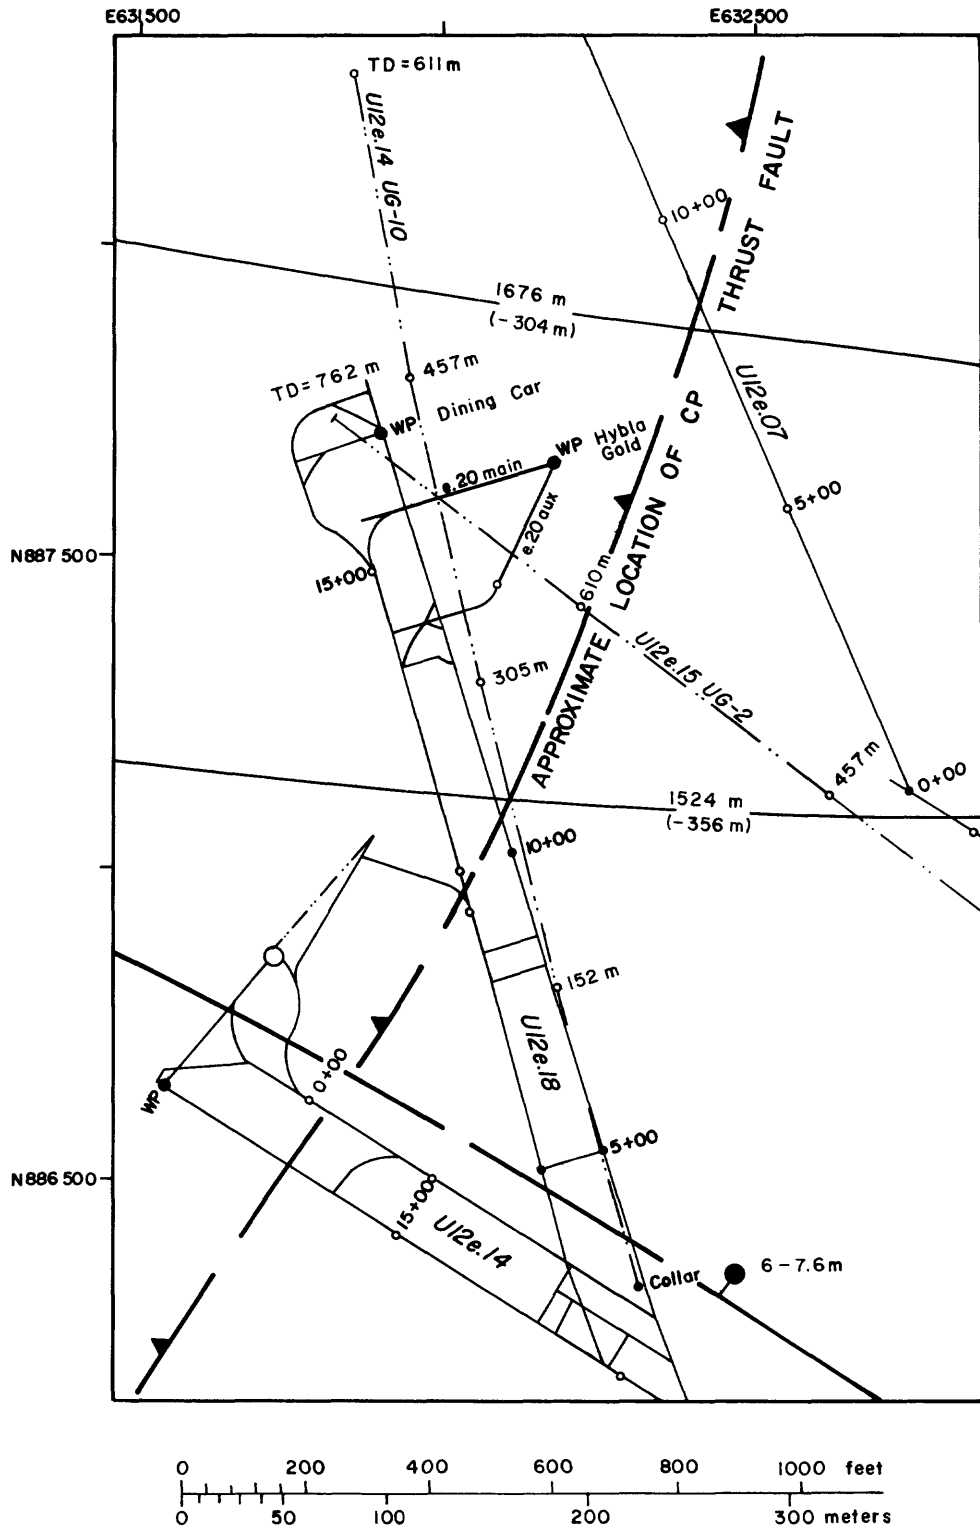 E631500
E632500
TD=611m
U12e.14 UG-10
THRUST FAULT
10+00
1676 m
(-304m)
457m
TD=762 m
WP Dining Car
U12e.07
WP Hybla
Gold
e.20 main
LOCATION OF CP
5+00
e.20 aux
N887500
15+00
610m
305m
U12e.15 UG-2
APPROXIMATE
457m
0+00
1524 m
(-356m)
10+00
152 m
U12e.18
0+00
WP
5+00
N886500
15+00
U12e.14
Collar
6-7.6m
0 200 400 600 800 1000 feet
0 50 100 200 300 meters